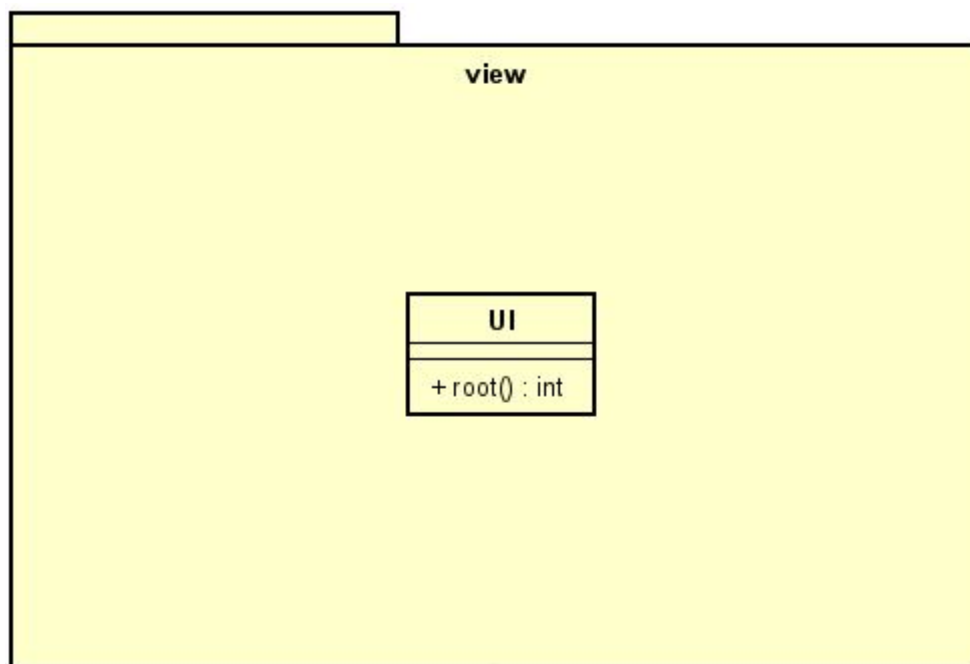 view
UI
+ root() : int